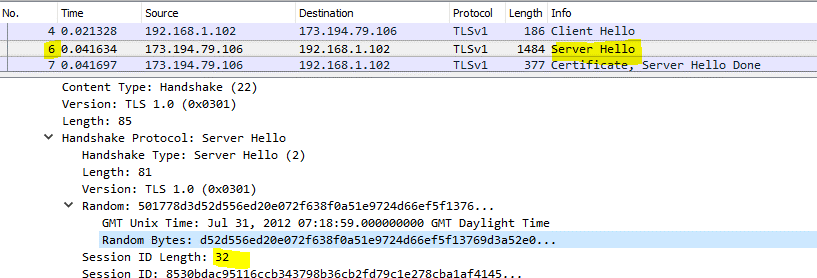 No. Time Source Destination Protocol Length Info
4 0.021328 192.168.1.102 173.194.79.106 TLSv1 186 Client Hello
6 0.041634 173.194.79.106 192.168.1.102 TLSv1 1484 Server Hello
7 0.041697 173.194.79.106 192.168.1.102 TLSv1 377 Certificate, Server Hello Done
Content Type: Handshake (22)
Version: TLS 1.0 (0x0301)
Length: 85
Handshake Protocol: Server Hello
Handshake Type: Server Hello (2)
Length: 81
Version: TLS 1.0 (0x0301)
Random: 501778d3d52d556ed20e072f638f0a51e9724d66ef5f1376...
GMT Unix Time: Jul 31, 2012 07:18:59.000000000 GMT Daylight Time
Random Bytes: d52d556ed20e072f638f0a51e9724d66ef5f13769d3a52e0...
Session ID Length: 32
Session ID: 8530bdac95116ccb343798b36cb2fd79c1e278cba1af4145...